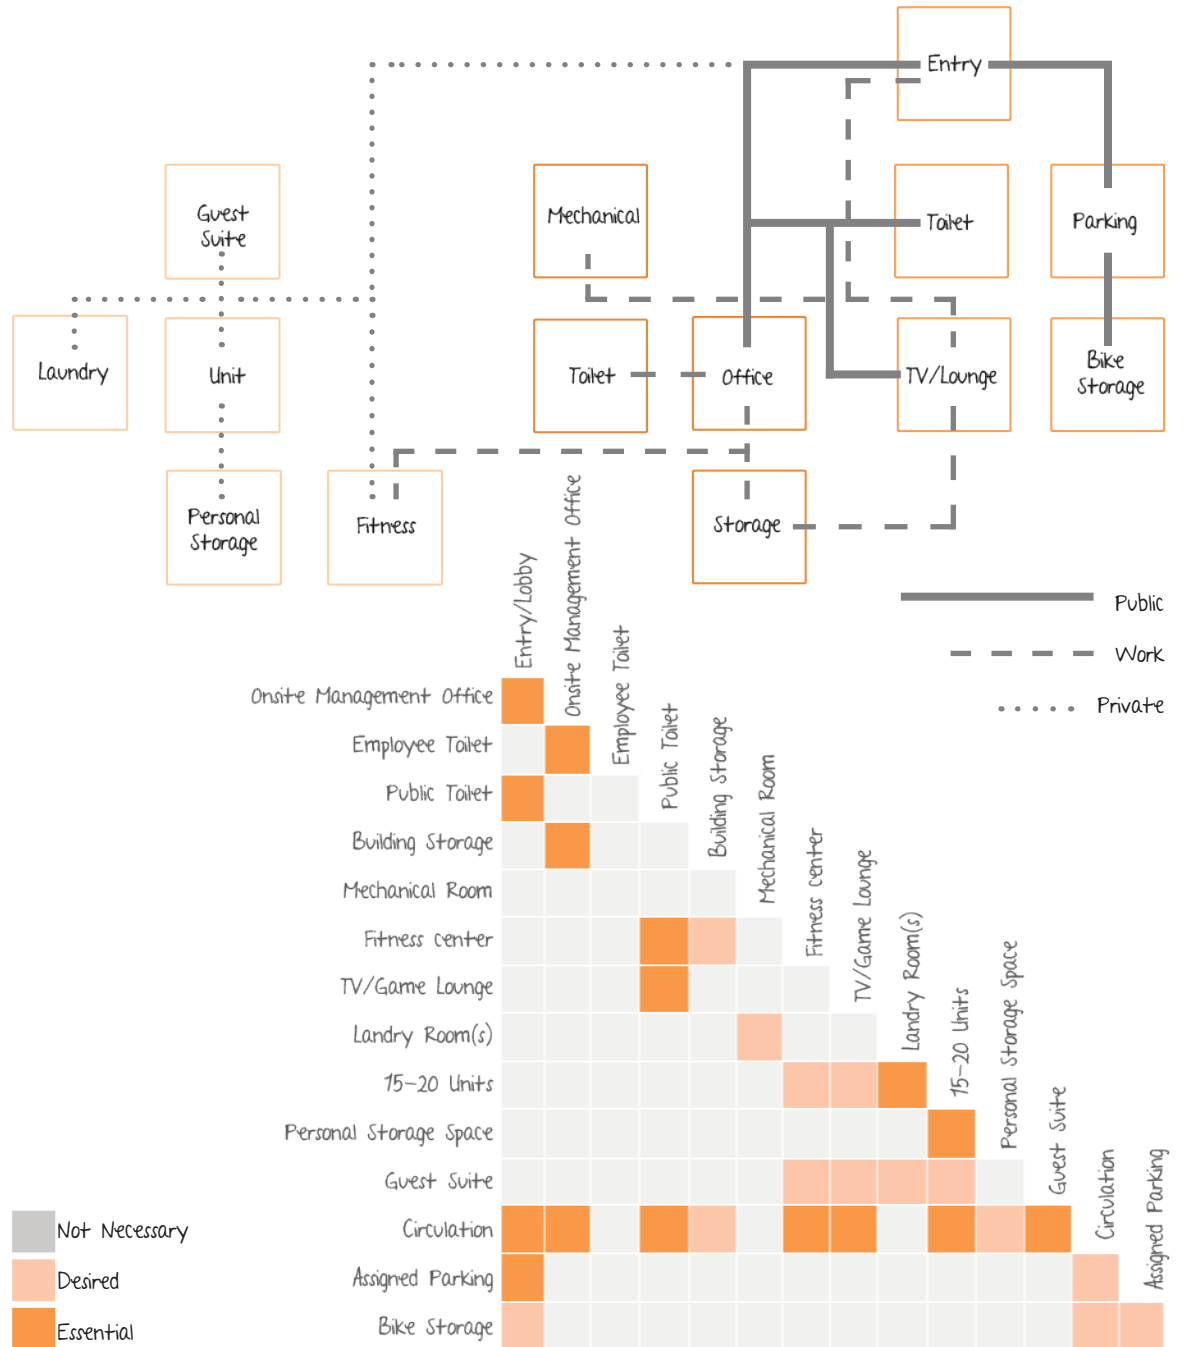 Entry
Guest
Suite
Mechanical
Toilet
Parking
Laundry
Unit
Toilet
Office
TV/Lounge
Bike
Storage
Personal
Storage
Fitness
Storage
Public
Work
Private
Entry/Lobby
Onsite Management Office
Employee Toilet
Public Toilet
Building Storage
Mechanical Room
Fitness center
TV/Game Lounge
Landry Room(s)
15-20 Units
Personal Storage Space
Guest Suite
Circulation
Assigned Parking
Onsite Management Office
Employee Toilet
Public Toilet
Building Storage
Mechanical Room
Fitness center
TV/Game Lounge
Landry Room(s)
15-20 Units
Personal Storage Space
Guest Suite
Circulation
Assigned Parking
Bike Storage
Not Necessary
Desired
Essential